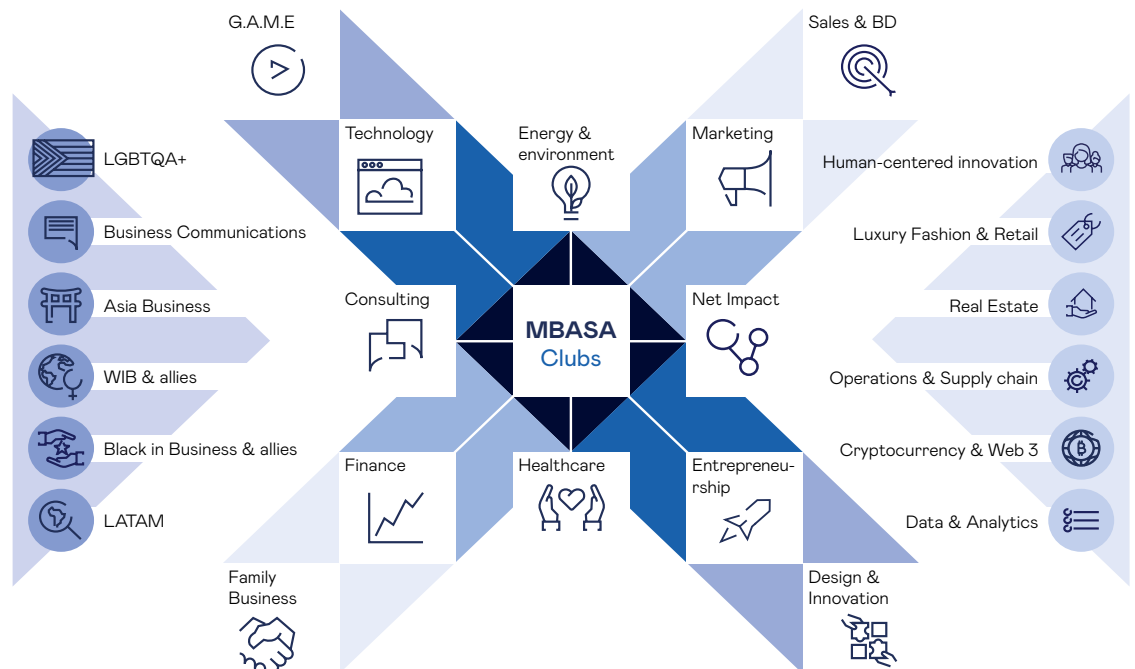 G.A.M.E
Sales & BD
Technology
Energy &
environment
Marketing
LGBTQA+
Business Communications
Asia Business
WIB & allies
Black in Business & allies
LATAM
Human-centered innovation
Luxury Fashion & Retail
Real Estate
Operations & Supply chain
Cryptocurrency & Web 3
Data & Analytics
Consulting
MBASA
Clubs
Net Impact
Finance
Healthcare
Entrepreneu-
rship
Family
Business
Design &
Innovation